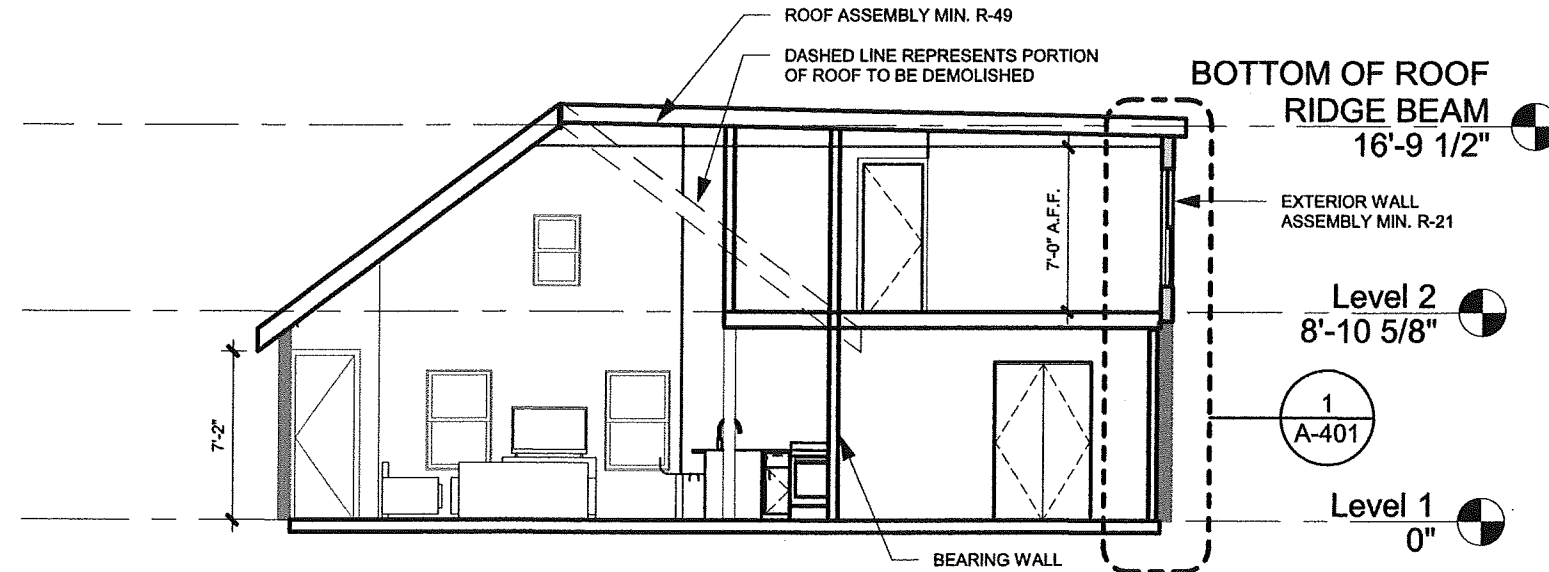 ROOF ASSEMBLY MIN. R-49
DASHED LINE REPRESENTS PORTION
OF ROOF TO BE DEMOLISHED
BOTTOM OF ROOF
RIDGE BEAM
16'-9 1/2"
EXTERIOR WALL
ASSEMBLY MIN. R-21
7'-0" A.F.F.
Level 2
8'-10 5/8"
7'-2"
1
A-401
Level 1
0"
BEARING WALL